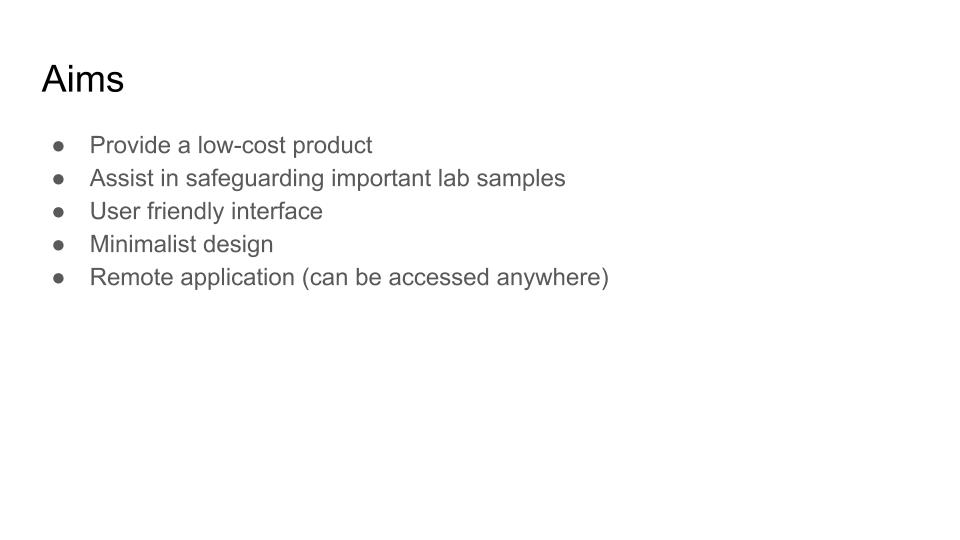 Aims
● Provide a low-cost product
● Assist in safeguarding important lab samples
● User friendly interface
● Minimalist design
● Remote application (can be accessed anywhere)